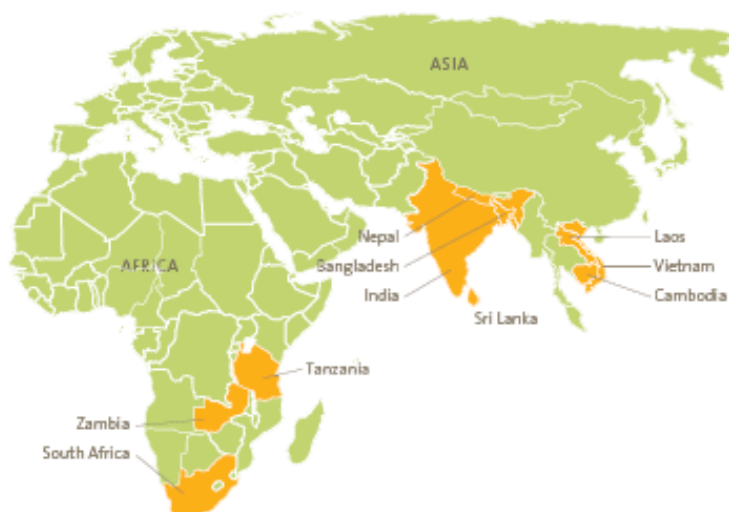 ASIA
Nepal
Laos
AFRICA
Bangladesh
Vietnam
India
Cambodia
Sri Lanka
Tanzania
Zambia
South Africa